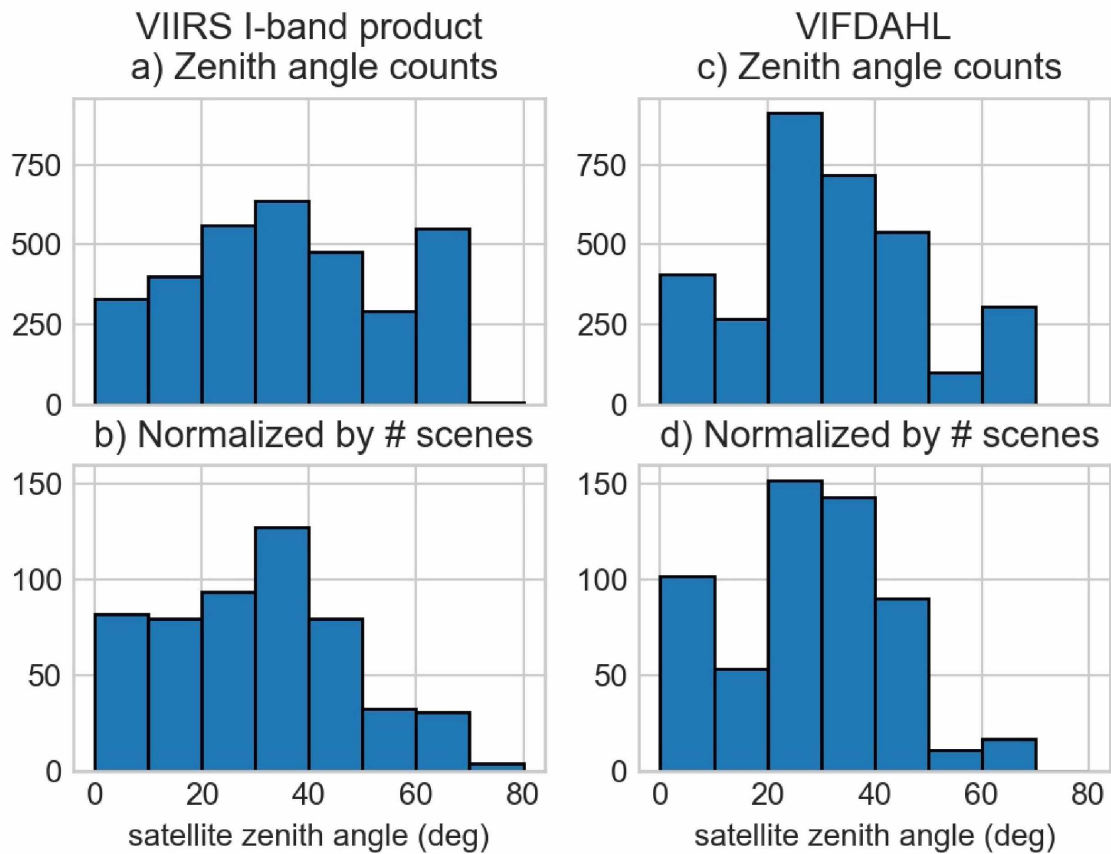 VIIRS I-band product
a) Zenith angle counts
750
500
250
0
b) Normalized by # scenes
150
100
50
0
0 20 40 60 80
satellite zenith angle (deg)
VIFDAHL
c) Zenith angle counts
750
500
250
0
d) Normalized by # scenes
150
100
50
0
0 20 40 60 80
satellite zenith angle (deg)